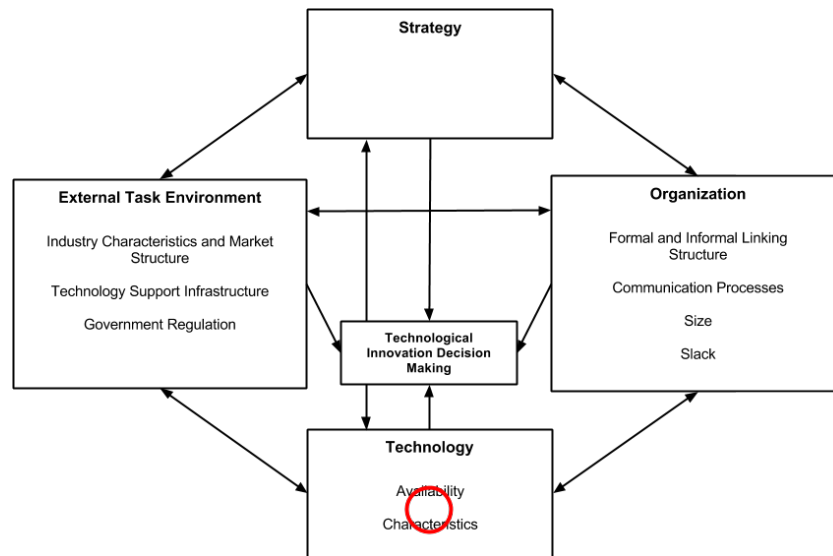 Strategy
External Task Environment
Industry Characteristics and Market
Structure
Technology Support Infrastructure
Government Regulation
Organization
Formal and Informal Linking
Structure
Communication Processes
Size
Slack
Technological
Innovation Decision
Making
Technology
Availability
Characteristics